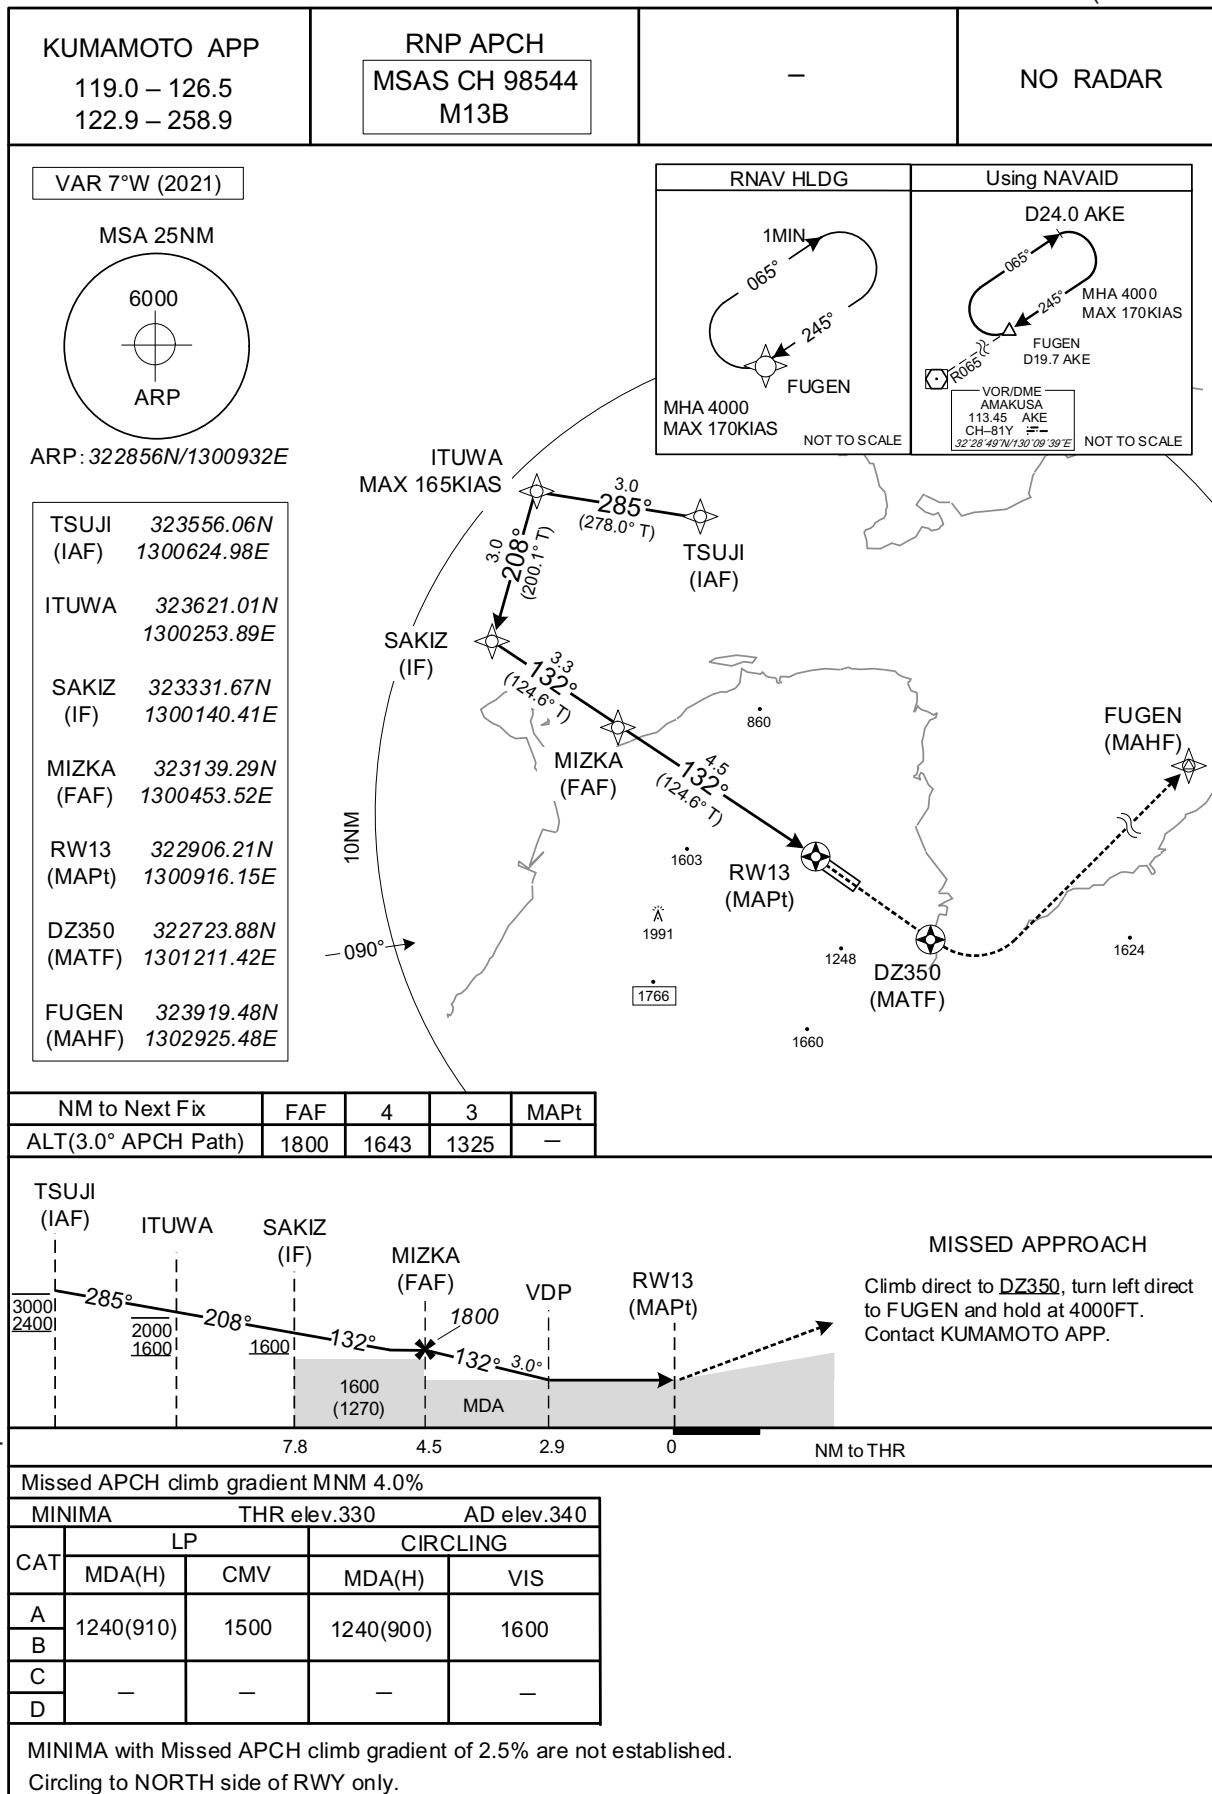 KUMAMOTO APP
119.0 – 126.5
122.9 – 258.9
RNP APCH
MSAS CH 98544
M13B
–
NO RADAR
VAR 7°W (2021)
MSA 25NM
6000
ARP
ARP: 322856N/1300932E
RNAV HLDG
1MIN
065°
245°
FUGEN
MHA 4000
MAX 170KIAS
NOT TO SCALE
Using NAVAID
D24.0 AKE
065°
245°
MHA 4000
MAX 170KIAS
FUGEN
D19.7 AKE
R065
VOR/DME
AMAKUSA
113.45 AKE
CH–81Y
32°28'49"N/130°09'39"E
NOT TO SCALE
TSUJI 323556.06N
(IAF) 1300624.98E
ITUWA 323621.01N
1300253.89E
SAKIZ 323331.67N
(IF) 1300140.41E
MIZKA 323139.29N
(FAF) 1300453.52E
RW13 322906.21N
(MAPt) 1300916.15E
DZ350 322723.88N
(MATF) 1301211.42E
FUGEN 323919.48N
(MAHF) 1302925.48E
ITUWA
MAX 165KIAS
3.0
285°
(278.0° T)
TSUJI
(IAF)
3.0
208°
(200.1° T)
SAKIZ
(IF)
3.3
132°
(124.6° T)
MIZKA
(FAF)
860
4.5
132°
(124.6° T)
FUGEN
(MAHF)
10NM
1603
RW13
(MAPt)
1991
090°
1248
1624
DZ350
(MATF)
1766
1660
NM to Next Fix FAF 4 3 MAPt
ALT(3.0° APCH Path) 1800 1643 1325 –
TSUJI
(IAF)
ITUWA
SAKIZ
(IF)
MIZKA
(FAF)
VDP
RW13
(MAPt)
3000
2400
285°
2000
1600
208°
1600
132°
1800
132° 3.0°
1600
(1270)
MDA
MISSED APPROACH
Climb direct to DZ350, turn left direct
to FUGEN and hold at 4000FT.
Contact KUMAMOTO APP.
7.8 4.5 2.9 0 NM to THR
Missed APCH climb gradient MNM 4.0%
MINIMA THR elev.330 AD elev.340
CAT LP CIRCLING
MDA(H) CMV MDA(H) VIS
A
B
1240(910) 1500 1240(900) 1600
C
D
– – – –
MINIMA with Missed APCH climb gradient of 2.5% are not established.
Circling to NORTH side of RWY only.